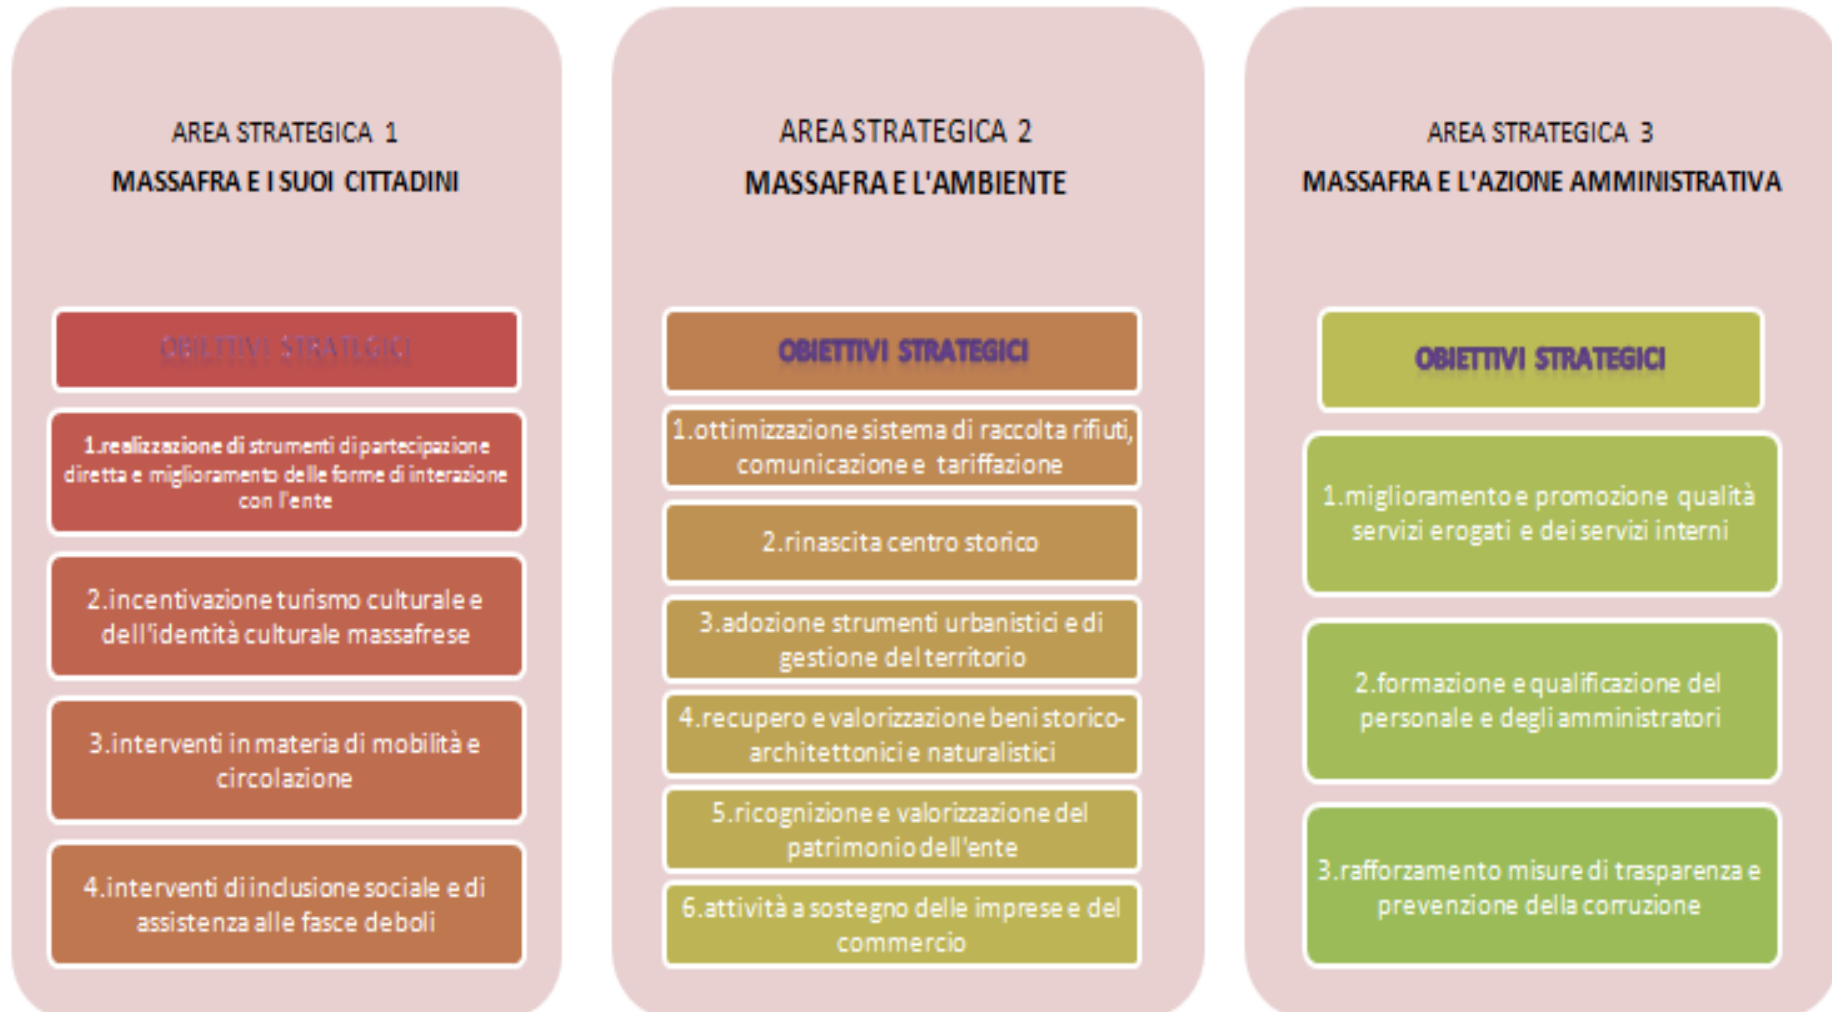 AREA STRATEGICA 1
MASSAFRA E I SUOI CITTADINI
OBIETTIVI STRATEGICI
1.realizzazione di strumenti di partecipazione
diretta e miglioramento delle forme di interazione
con l'ente
2.incentivazione turismo culturale e
dell'identità culturale massafrese
3.interventi in materia di mobilità e
circolazione
4.interventi di inclusione sociale e di
assistenza alle fasce deboli
AREA STRATEGICA 2
MASSAFRA E L'AMBIENTE
OBIETTIVI STRATEGICI
1.ottimizzazione sistema di raccolta rifiuti,
comunicazione e tariffazione
2.rinascita centro storico
3.adozione strumenti urbanistici e di
gestione del territorio
4.recupero e valorizzazione beni storico-
architettonici e naturalistici
5.ricognizione e valorizzazione del
patrimonio dell'ente
6.attività a sostegno delle imprese e del
commercio
AREA STRATEGICA 3
MASSAFRA E L'AZIONE AMMINISTRATIVA
OBIETTIVI STRATEGICI
1.miglioramento e promozione qualità
servizi erogati e dei servizi interni
2.formazione e qualificazione del
personale e degli amministratori
3.rafforzamento misure di trasparenza e
prevenzione della corruzione